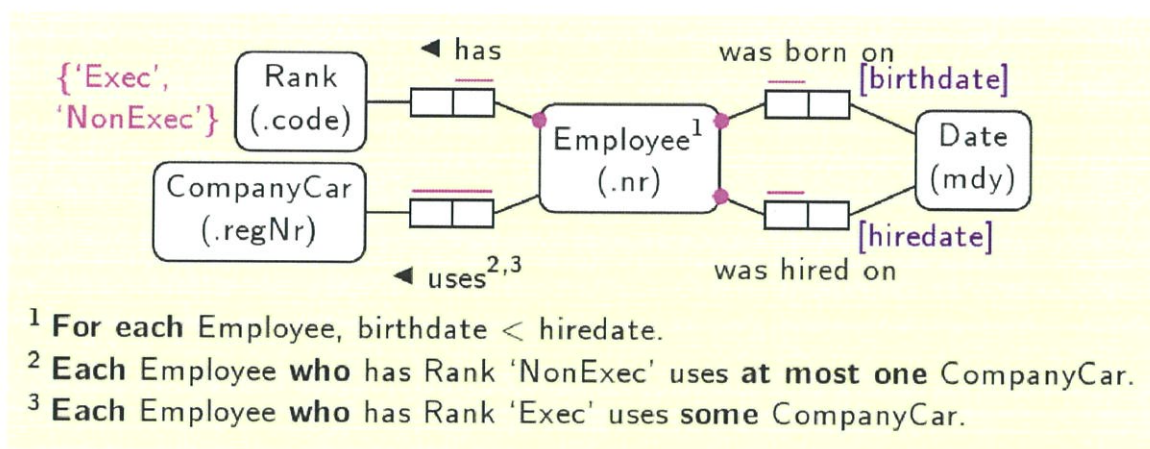 ◄ has
was born on
{‘Exec’,
‘NonExec’}
Rank
(.code)
[birthdate]
Employee1
(.nr)
Date
(mdy)
CompanyCar
(.regNr)
[hiredate]
◄ uses2,3
was hired on
1 For each Employee, birthdate < hiredate.
2 Each Employee who has Rank ‘NonExec’ uses at most one CompanyCar.
3 Each Employee who has Rank ‘Exec’ uses some CompanyCar.